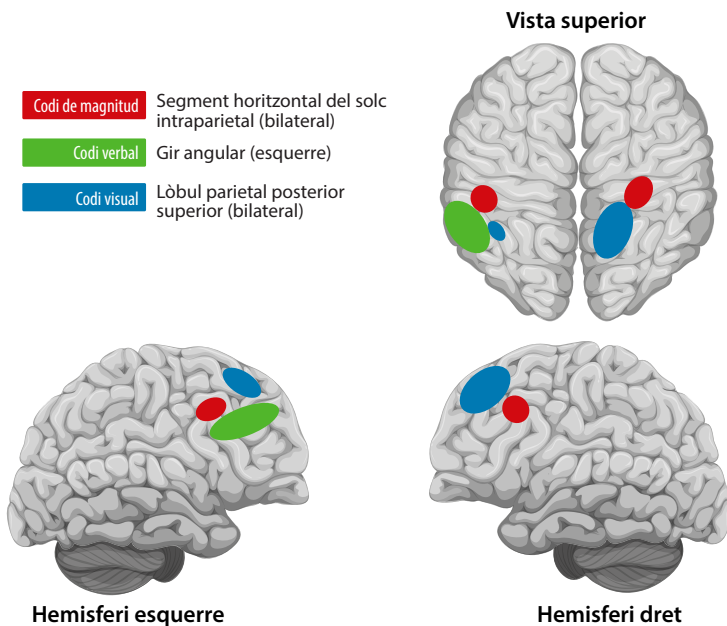 Vista superior
Codi de magnitud
Segment horitzontal del solc
intraparietal (bilateral)
Codi verbal
Gir angular (esquerre)
Codi visual
Lòbul parietal posterior
superior (bilateral)
Hemisferi esquerre
Hemisferi dret